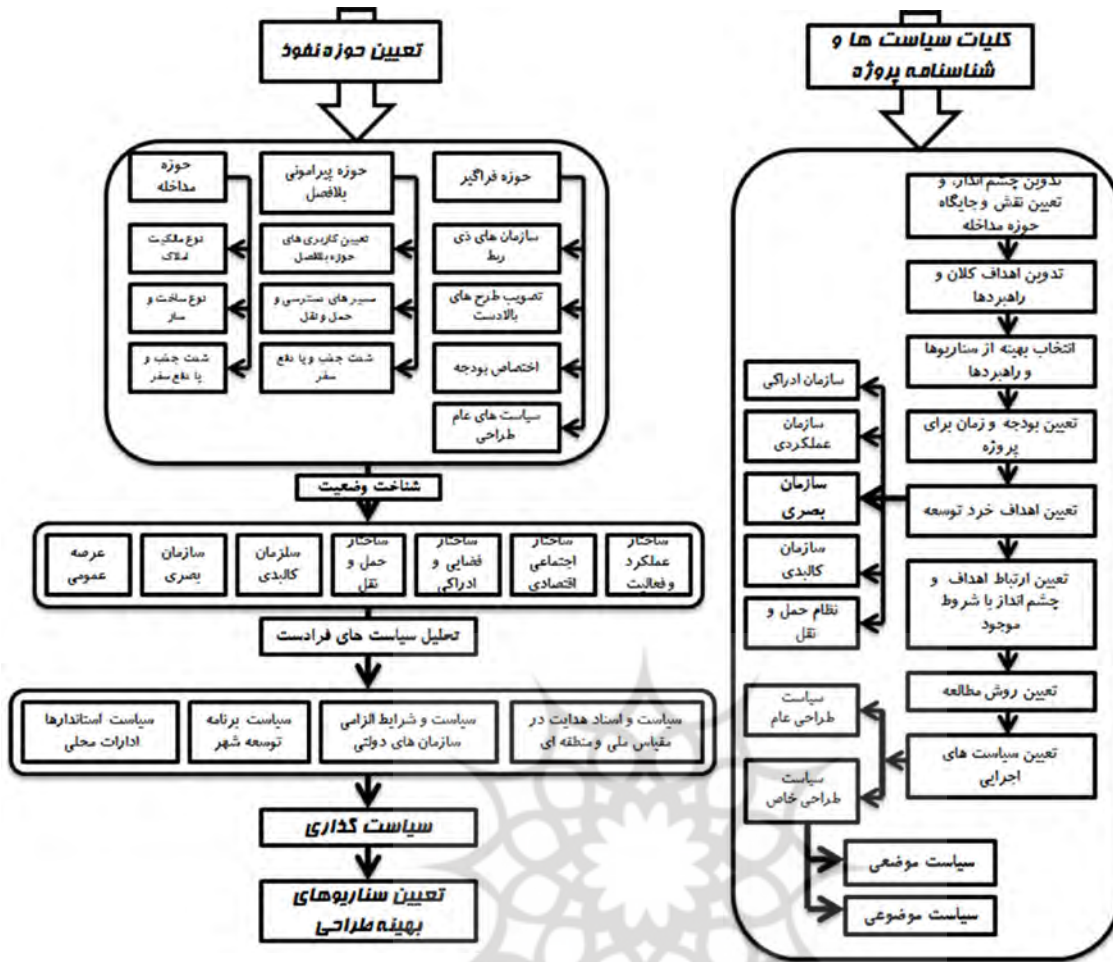 کلیات سیاست ها و
شناسنامه پروژه
تدوین چشم انداز، و
تعیین نقش و جایگاه
حوزه مداخله
تدوین اهداف کلان و
راهبردها
انتخاب بهینه از سناریوها
و راهبردها
تعیین بودجه و زمان برای
پروژه
تعیین اهداف خرد توسعه
سازمان ادراکی
سازمان
عملکردی
سازمان
بصری
سازمان
کالبدی
نظام حمل و
نقل
تعیین ارتباط اهداف و
چشم انداز با شروط
موجود
تعیین روش مطالعه
تعیین سیاست های
اجرایی
سیاست
طراحی عام
سیاست
طراحی خاص
سیاست موضعی
سیاست موضوعی
تعیین حوزه نفوذ
حوزه فراگیر
سازمان های ذی
ربط
تصویب طرح های
بالادست
اختصاص بودجه
سیاست های عام
طراحی
حوزه پیرامونی
بلافصل
تعیین کاربری های
حوزه بلافصل
مسیر های دسترسی و
حمل و نقل
شدت جذب و یا دفع
سفر
حوزه
مداخله
نوع مالکیت
املاک
نوع ساخت و
ساز
شدت جذب و
یا دفع سفر
شناخت وضعیت
ساختار
عملکرد
و فعالیت
ساختار
اجتماعی
اقتصادی
ساختار
فضایی و
ادراکی
ساختار
حمل و
نقل
سازمان
کالبدی
سازمان
بصری
عرصه
عمومی
تحلیل سیاست های فرادست
سیاست و اسناد هدایت در
مقیاس ملی و منطقه ای
سیاست و شرایط الزامی
سازمان های دولتی
سیاست برنامه
توسعه شهر
سیاست استاندارها
ادارات محلی
سیاست گذاری
تعیین سناریوهای
بهینه طراحی